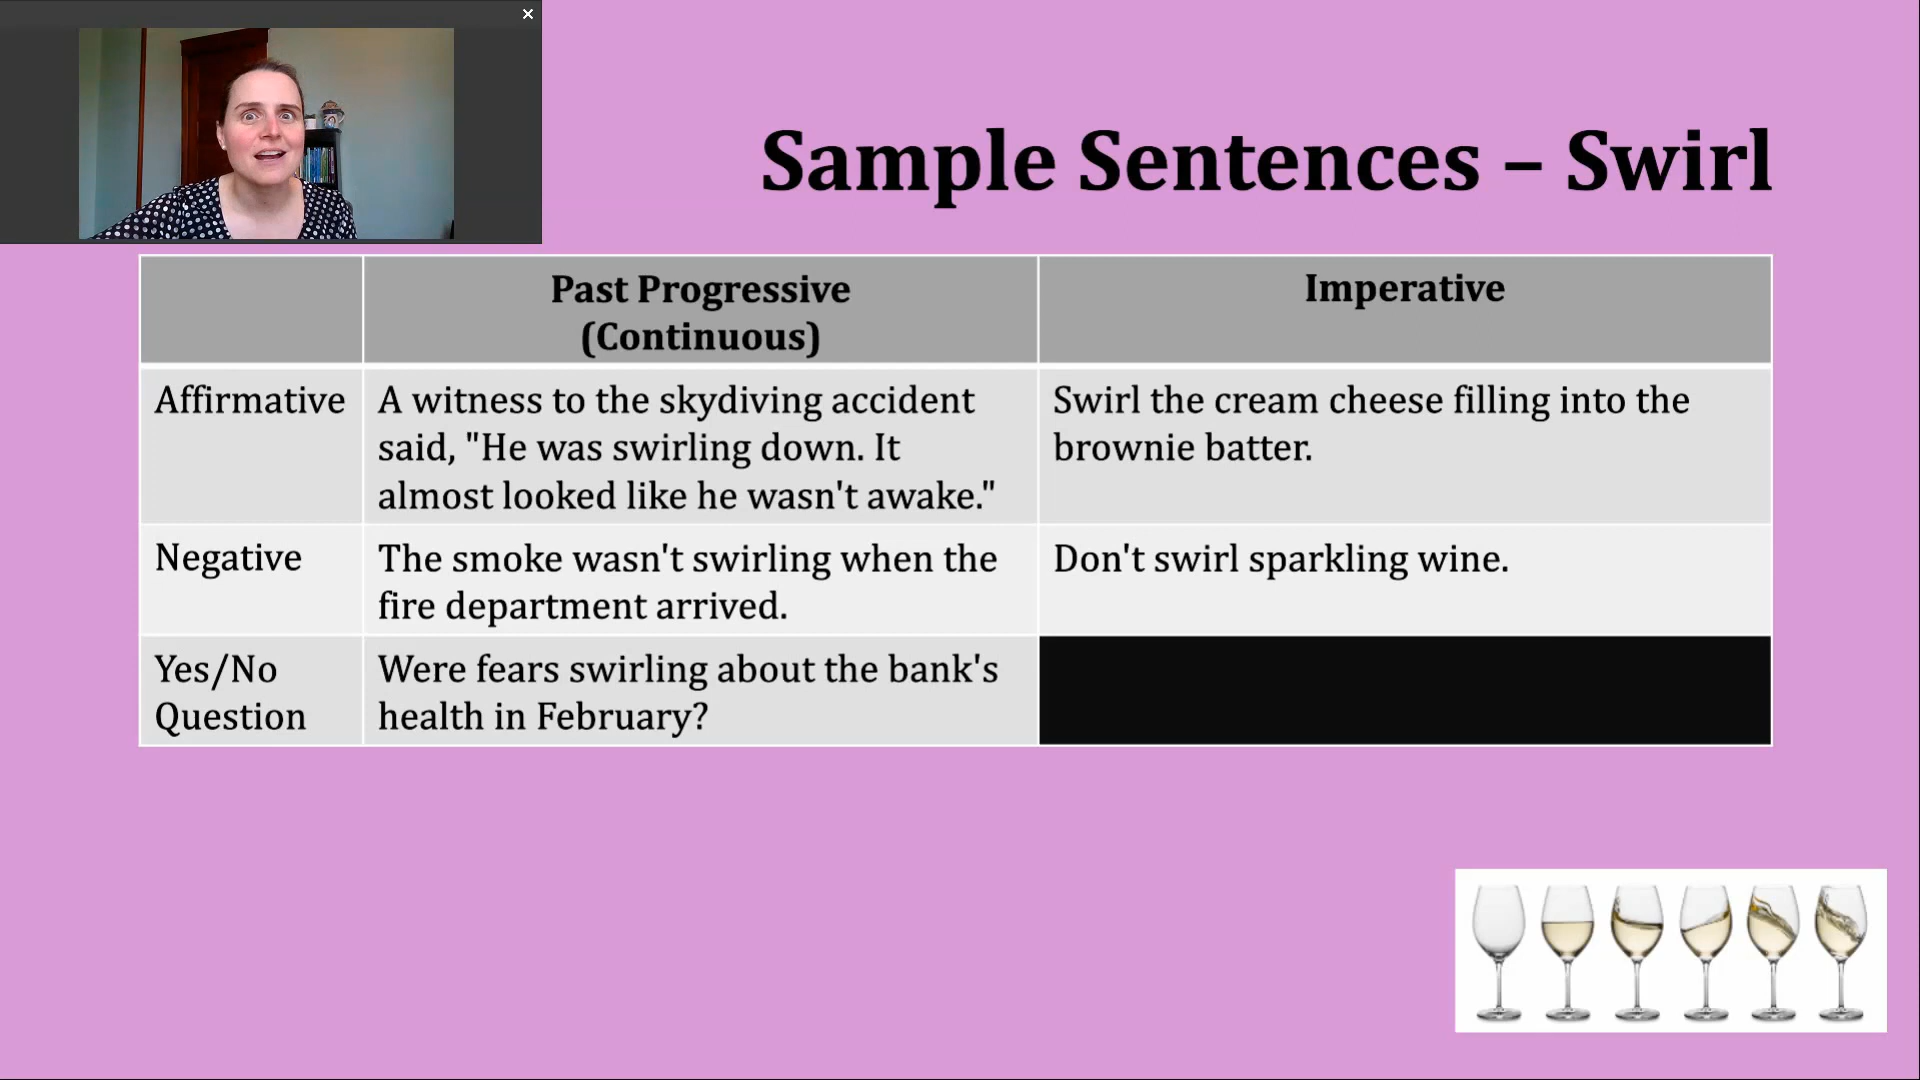 Sample Sentences – Swirl
Past Progressive
(Continuous)
Imperative
Affirmative
A witness to the skydiving accident
said, "He was swirling down. It
almost looked like he wasn't awake."
Swirl the cream cheese filling into the
brownie batter.
Negative
The smoke wasn't swirling when the
fire department arrived.
Don't swirl sparkling wine.
Yes/No
Question
Were fears swirling about the bank's
health in February?